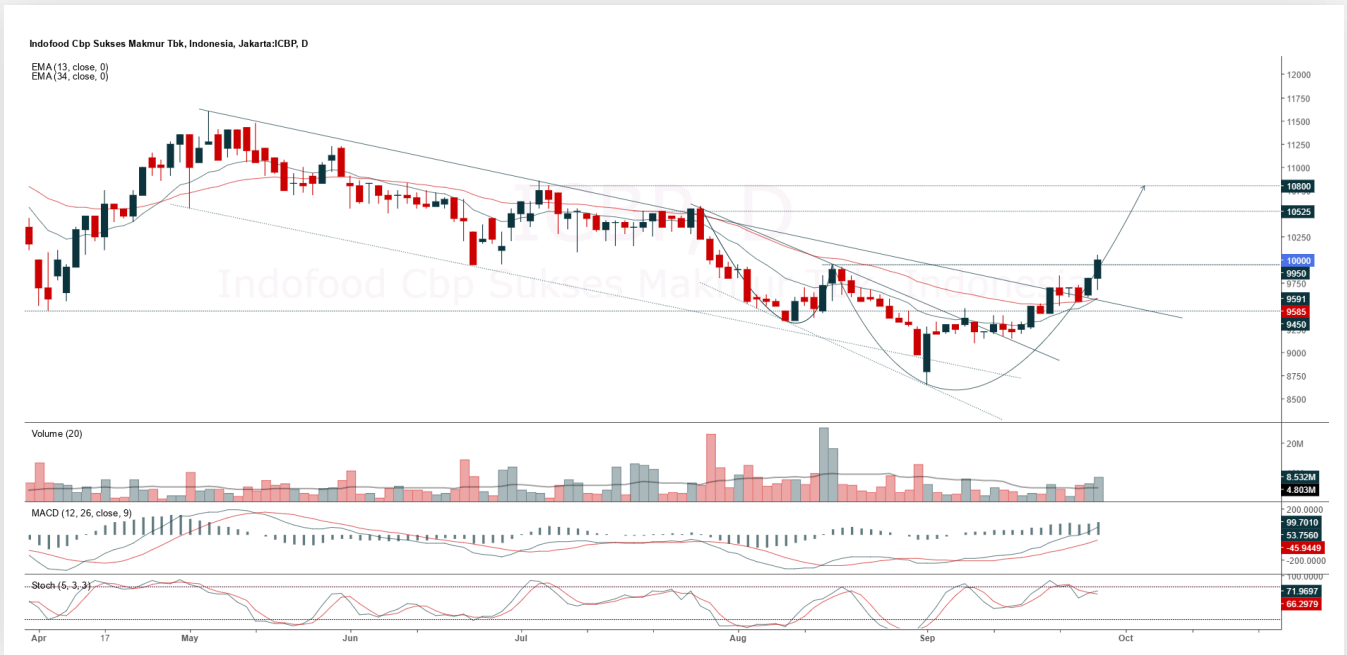 Indofood Cbp Sukses Makmur Tbk, Indonesia, Jakarta:ICBP, D
EMA (13, close, 0)
EMA (34, close, 0)
12000
11750
11500
11250
11000
10800
10525
10250
10000
9950
9750
9591
9585
9450
9000
8750
8500
ICBP, D
Indofood Cbp Sukses Makmur Tbk, Indonesia
Volume (20)
20M
8.532M
4.803M
MACD (12, 26, close, 9)
200.0000
99.7010
53.7560
-45.9449
-200.0000
Stoch (5, 3, 3)
100.0000
71.9697
66.2979
Apr 17 May Jun Jul Aug Sep Oct